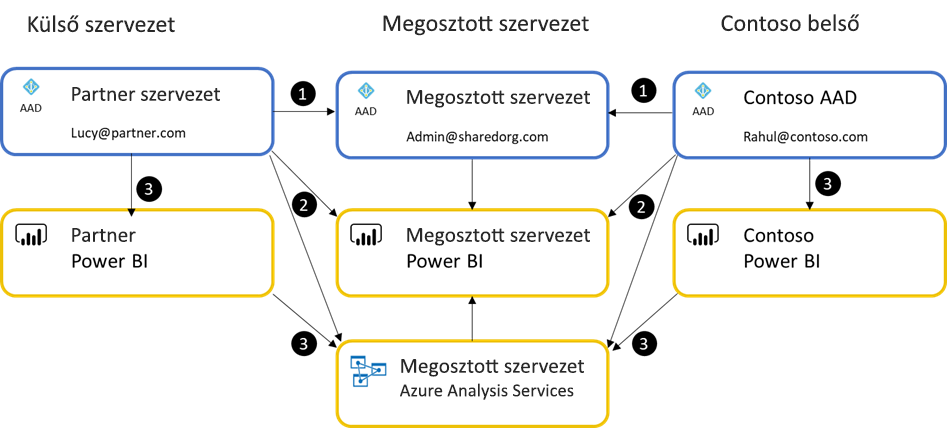 Külső szervezet
Megosztott szervezet
Contoso belső
AAD
Partner szervezet
Lucy@partner.com
1
AAD
Megosztott szervezet
Admin@sharedorg.com
1
AAD
Contoso AAD
Rahul@contoso.com
3
2
2
3
Partner
Power BI
Megosztott szervezet
Power BI
Contoso
Power BI
3
3
Megosztott szervezet
Azure Analysis Services